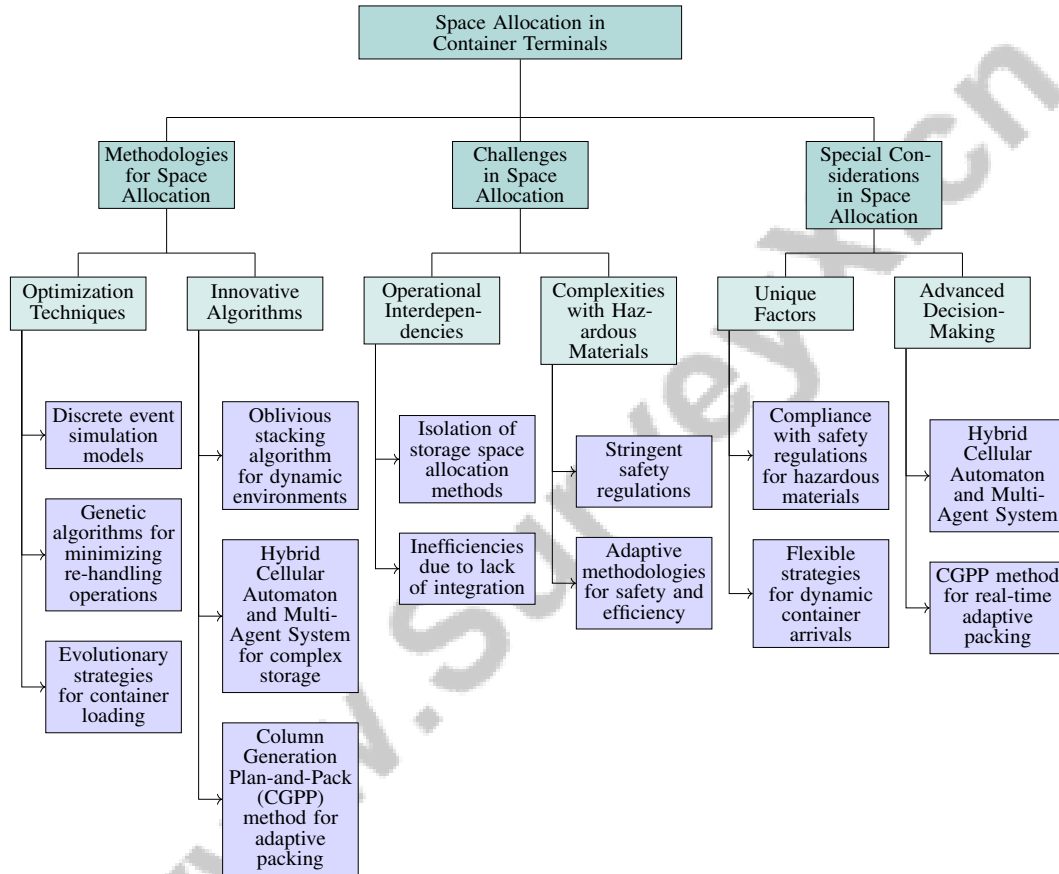 Space Allocation in
Container Terminals
Methodologies
for Space
Allocation
Challenges
in Space
Allocation
Special Con-
siderations
in Space
Allocation
Optimization
Techniques
Innovative
Algorithms
Operational
Interdepen-
dencies
Complexities
with Haz-
ardous
Materials
Unique
Factors
Advanced
Decision-
Making
Discrete event
simulation
models
Genetic
algorithms for
minimizing
re-handling
operations
Evolutionary
strategies for
container
loading
Oblivious
stacking
algorithm
for dynamic
environments
Hybrid
Cellular
Automaton
and Multi-
Agent System
for complex
storage
Column
Generation
Plan-and-Pack
(CGPP)
method for
adaptive
packing
Isolation of
storage space
allocation
methods
Inefficiencies
due to lack
of integration
Stringent
safety
regulations
Adaptive
methodologies
for safety and
efficiency
Compliance
with safety
regulations
for hazardous
materials
Flexible
strategies
for dynamic
container
arrivals
Hybrid
Cellular
Automaton
and Multi-
Agent System
CGPP method
for real-time
adaptive
packing
www.Surveyx.cn